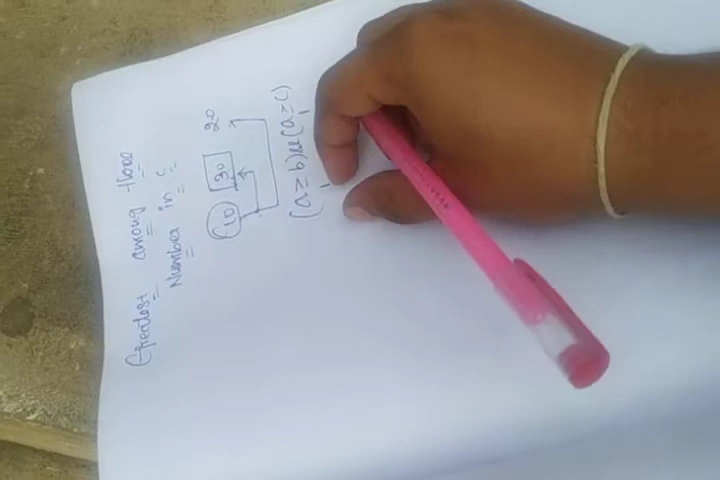 Greatest among three
Number in C
10 30 20
(a ≥ b) && (a ≥ c)